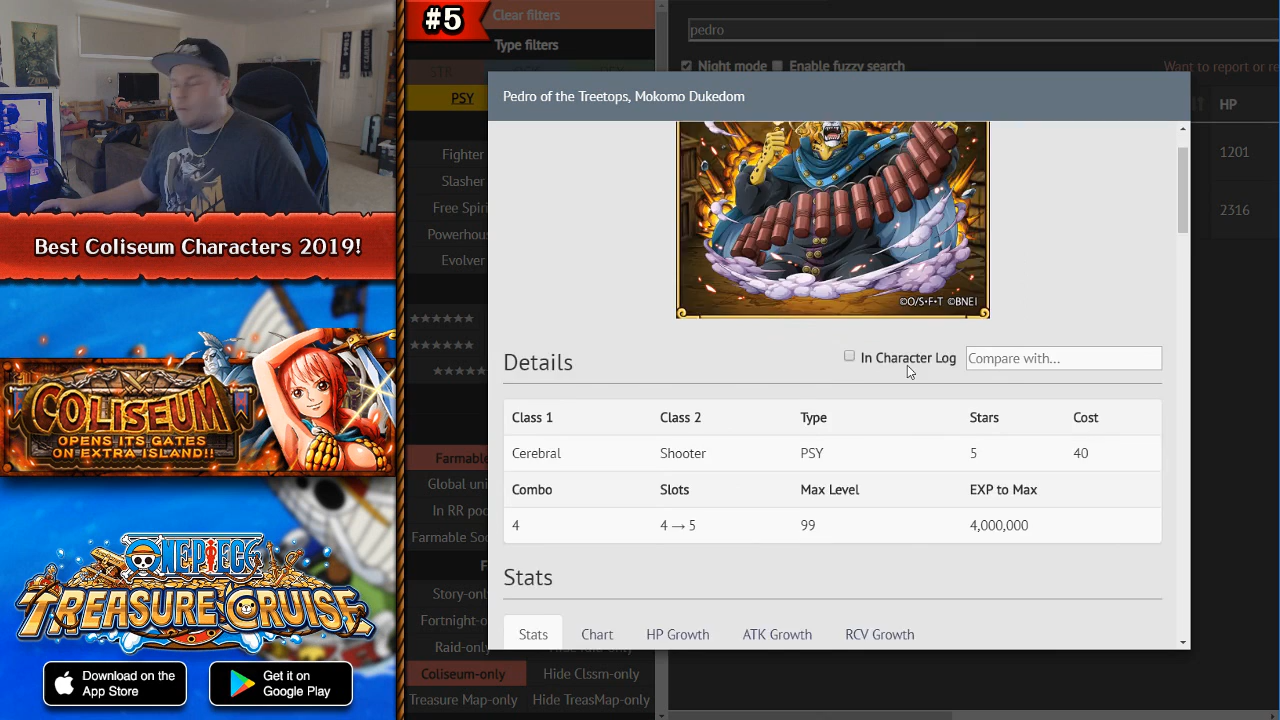 #5
Best Coliseum Characters 2019!
COLISEUM
OPENS ITS GATES
ON EXTRA ISLAND!!
ONE PIECE
TREASURE CRUISE
Download on the
App Store
Get it on
Google Play
Clear filters
Type filters
PSY
Fighter
Slasher
Free Spiri
Powerhous
Evolver
★★★★★★
★★★★★★
★★★★★
Farmable
Global uni
In RR poo
Farmable Soc
F
Story-onl
Fortnight-o
Raid-only
Coliseum-only
Hide Clssm-only
Treasure Map-only
Hide TreasMap-only
pedro
Night mode
Enable fuzzy search
Want to report or re
HP
1201
2316
Pedro of the Treetops, Mokomo Dukedom
©O/S·F·T ©BNEI
Details
In Character Log
Compare with...
Class 1 Class 2 Type Stars Cost
Cerebral Shooter PSY 5 40
Combo Slots Max Level EXP to Max
4 4 → 5 99 4,000,000
Stats
Stats Chart HP Growth ATK Growth RCV Growth